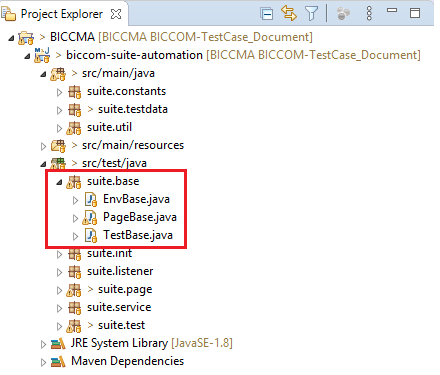 Project Explorer
> BICCMA [BICCMA BICCOM-TestCase_Document]
> biccom-suite-automation [BICCMA BICCOM-TestCase_Document]
> src/main/java
suite.constants
> suite.testdata
suite.util
> src/main/resources
> src/test/java
suite.base
EnvBase.java
PageBase.java
TestBase.java
suite.init
suite.listener
> suite.page
suite.service
> suite.test
JRE System Library [JavaSE-1.8]
Maven Dependencies